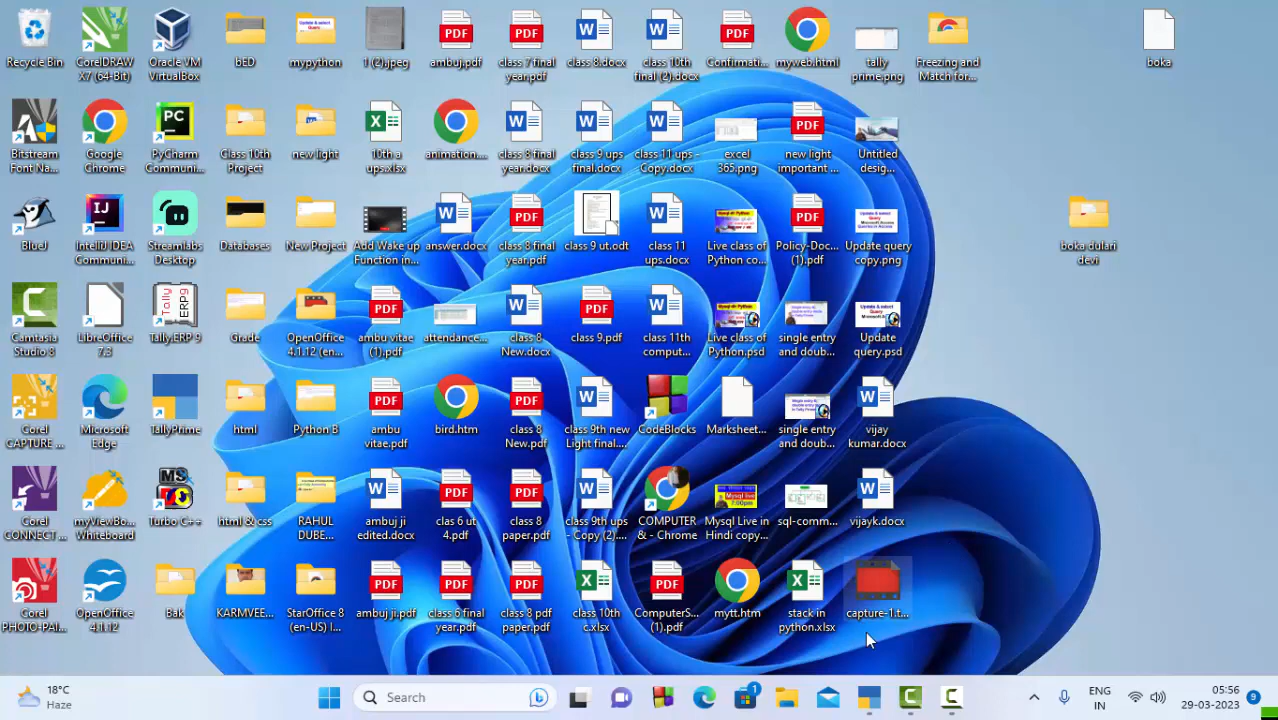 Recycle Bin
CorelDRAW
X7 (64-Bit)
Oracle VM
VirtualBox
bED
mypython
1 (2).jpeg
ambuj.pdf
class 7 final
year.pdf
class 8.docx
class 10th
final (2).docx
Confirmati...
myweb.html
tally
prime.png
Freezing and
Match for...
boka
Bitstream
Font Na...
Google
Chrome
PyCharm
Communi...
Class 10th
Project
new light
10th a
ups.xlsx
animation....
class 8 final
year.docx
class 9 ups
final.docx
class 11 ups -
Copy.docx
excel
365.png
new light
important ...
Untitled
desig...
BlueJ
IntelliJ IDEA
Communi...
Streamlabs
Desktop
Databases
New Project
Add Wake up
Function in...
answer.docx
class 8 final
year.pdf
class 9 ut.odt
class 11
ups.docx
Live class of
Python co...
Policy-Doc...
(1).pdf
Update query
copy.png
boka dulari
devi
Camtasia
Studio 8
LibreOffice
7.3
Tally.ERP 9
Grade
OpenOffice
4.1.12 (en...
ambu vitae
(1).pdf
attendance...
class 8
New.docx
class 9.pdf
class 11th
comput...
Live class of
Python.psd
single entry
and doub...
Update
query.psd
Corel
CAPTURE ...
Microsoft
Edge
TallyPrime
html
Python B
ambu
vitae.pdf
bird.htm
class 8
New.pdf
class 9th new
Light final....
CodeBlocks
Marksheet...
single entry
and doub...
vijay
kumar.docx
Corel
CONNECT ...
myViewBo...
Whiteboard
Turbo C++
html & css
RAHUL
DUBE...
ambuj ji
edited.docx
clas 6 ut
4.pdf
class 8
paper.pdf
class 9th ups
- Copy (2)....
COMPUTER
& - Chrome
Mysql Live in
Hindi copy...
sql-comm...
vijayk.docx
Corel
PHOTO-PAI...
OpenOffice
4.1.12
Bak
KARMVEE...
StarOffice 8
(en-US) I...
ambuj ji.pdf
class 6 final
year.pdf
class 8 pdf
paper.pdf
class 10th
c.xlsx
ComputerS...
(1).pdf
mytt.htm
stack in
python.xlsx
capture-1.t...
18°C
Haze
Search
1
ENG
IN
05:56
29-03-2023
9